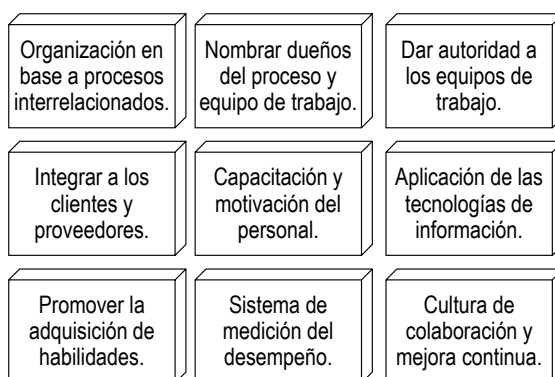 Organización en
base a procesos
interrelacionados.
Nombrar dueños
del proceso y
equipo de trabajo.
Dar autoridad a
los equipos de
trabajo.
Integrar a los
clientes y
proveedores.
Capacitación y
motivación del
personal.
Aplicación de las
tecnologías de
información.
Promover la
adquisición de
habilidades.
Sistema de
medición del
desempeño.
Cultura de
colaboración y
mejora continua.